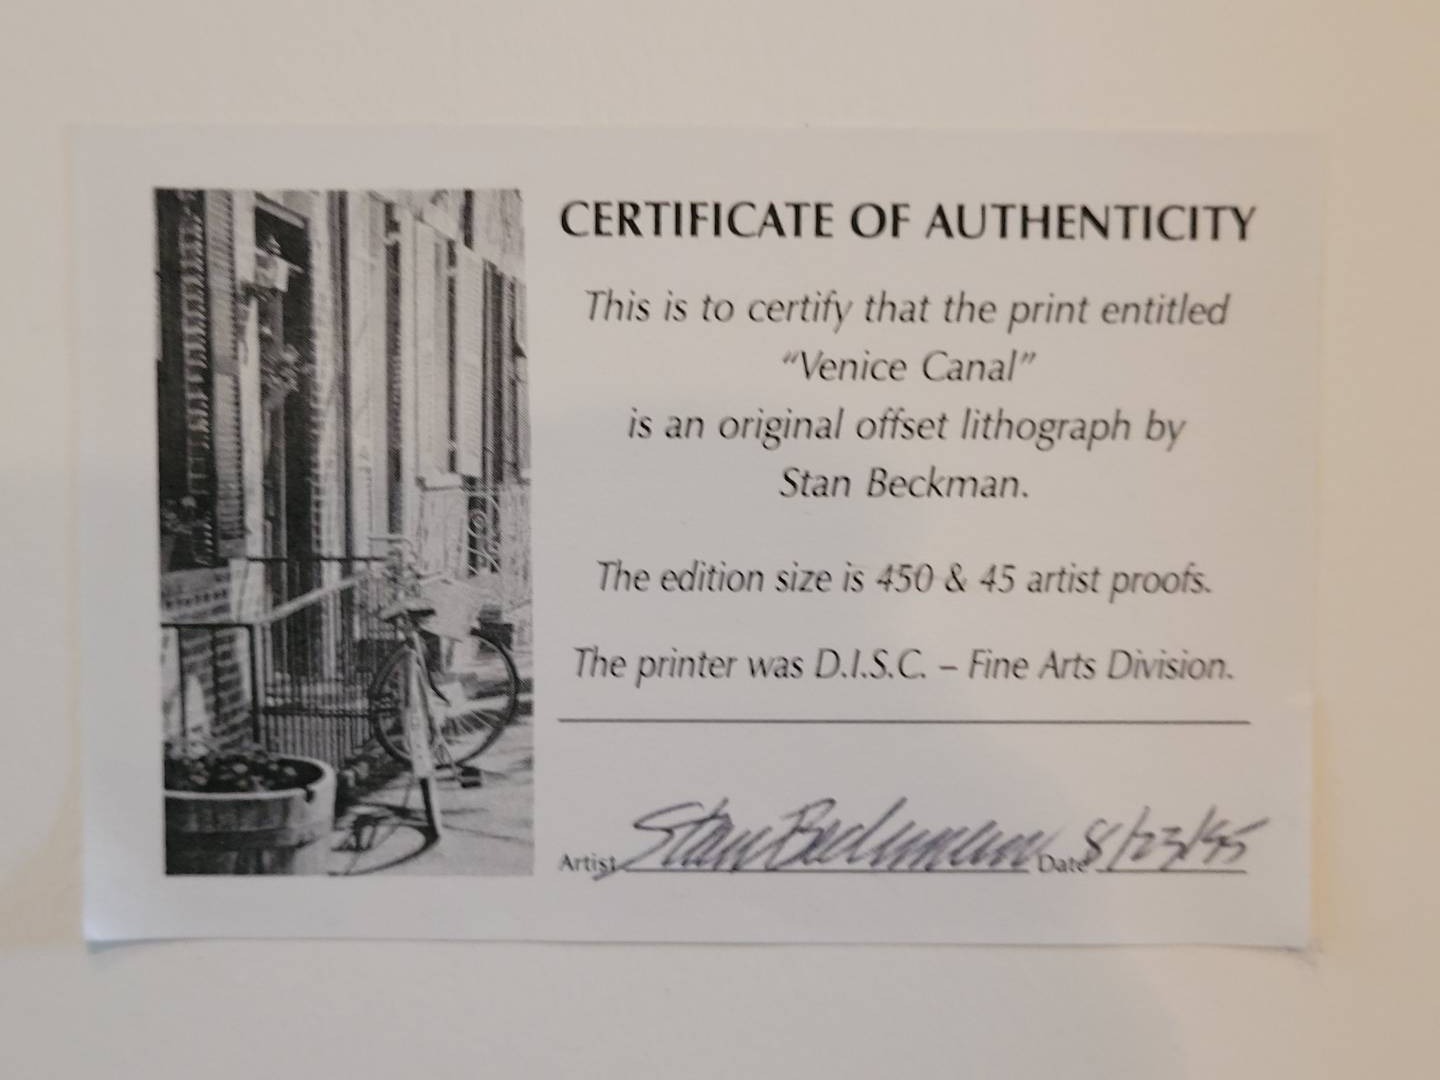 CERTIFICATE OF AUTHENTICITY
This is to certify that the print entitled
“Venice Canal”
is an original offset lithograph by
Stan Beckman.
The edition size is 450 & 45 artist proofs.
The printer was D.I.S.C. – Fine Arts Division.
Artist Stan Beckman Date 8/23/95